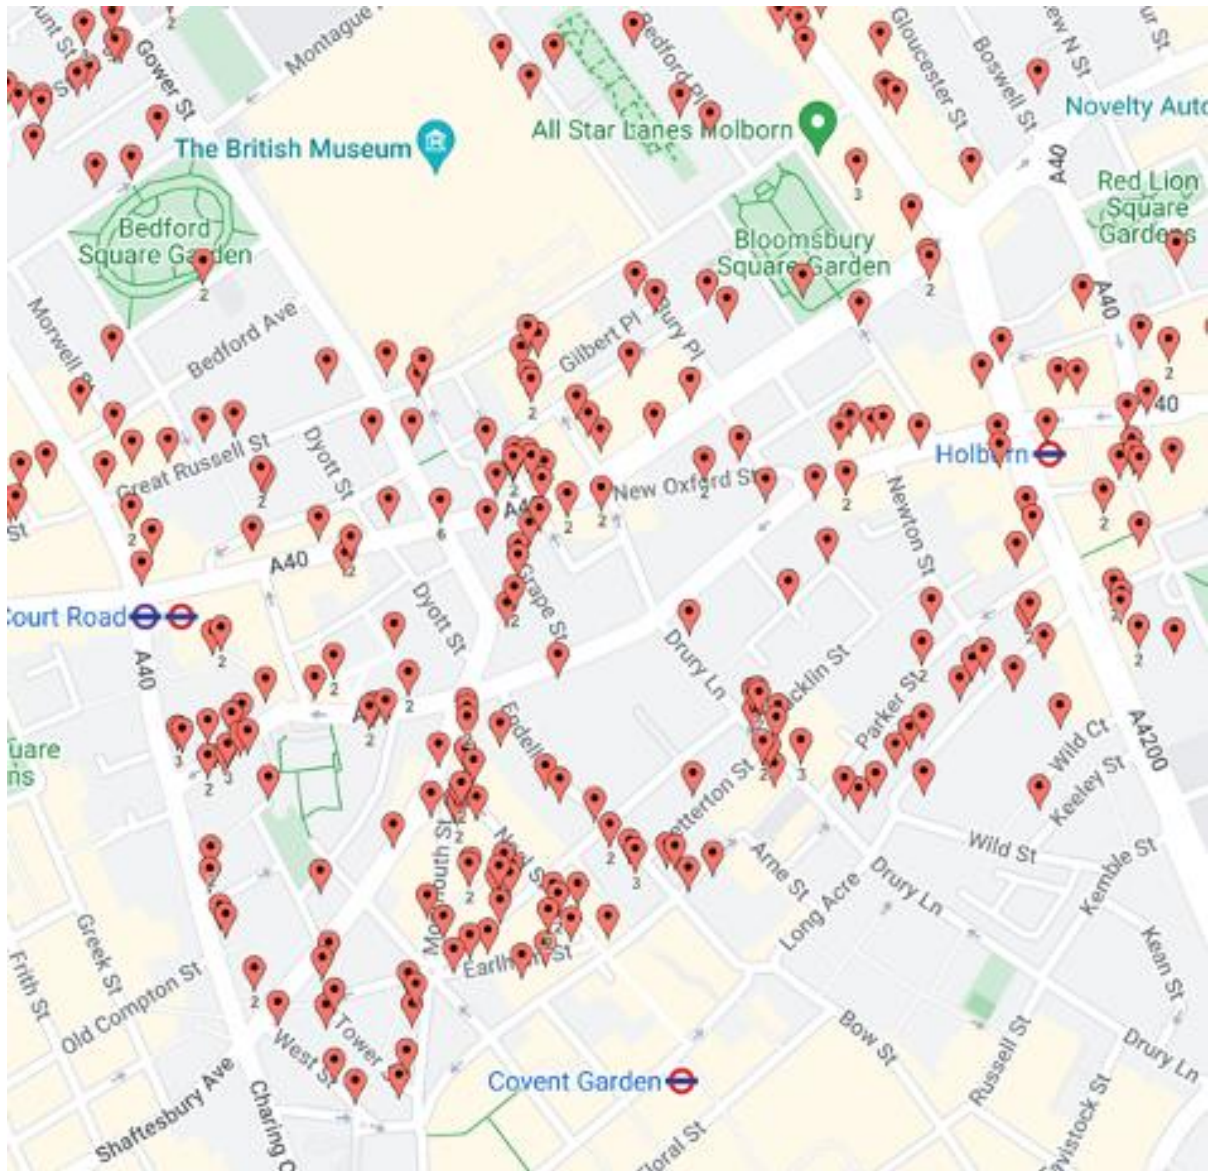 Gower St
Montague
Bedford Pl
Gloucester St
Boswell St
New N St
The British Museum
All Star Lanes Holborn
Novelty Auto
A40
Red Lion
Square
Gardens
Bedford
Square Garden
Bloomsbury
Square Garden
Bedford Ave
Gilbert Pl
Bury Pl
A40
Great Russell St
Dyott St
New Oxford St
Holborn
Newton St
A40
Court Road
Dyott St
Grape St
A40
Drury Ln
Macklin St
Parker St
Wild Ct
Keeley St
A4200
Endell
Betterton St
Monmouth St
Neal St
Arne St
Wild St
Kemble St
Drury Ln
Long Acre
Kean St
Greek St
Frith St
Old Compton St
Earlham St
Tower
West St
Bow St
Russell St
Drury Ln
Covent Garden
Shaftesbury Ave
Charing C
Floral St
avistock St